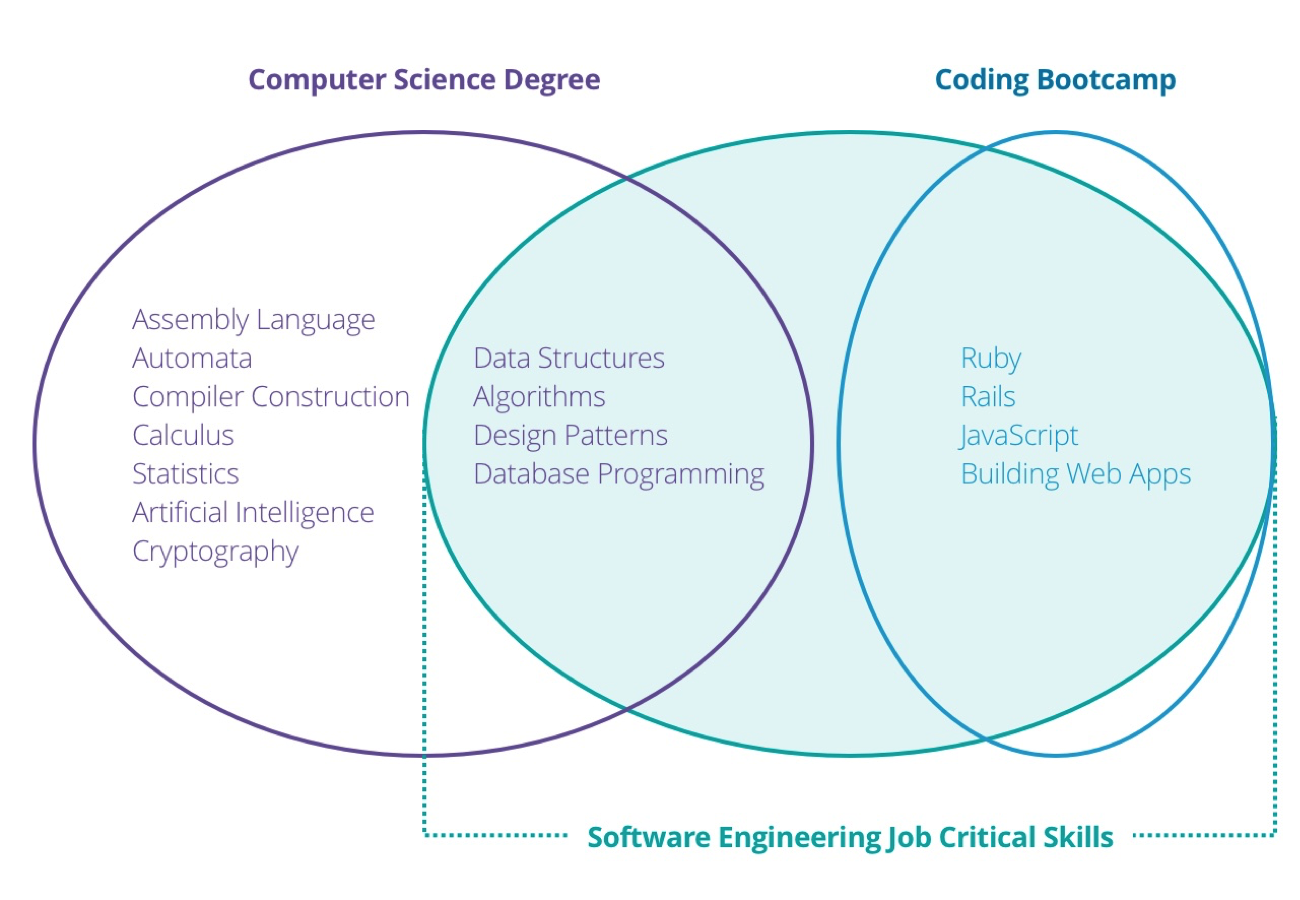 Computer Science Degree
Coding Bootcamp
Assembly Language
Automata
Compiler Construction
Calculus
Statistics
Artificial Intelligence
Cryptography
Data Structures
Algorithms
Design Patterns
Database Programming
Ruby
Rails
JavaScript
Building Web Apps
Software Engineering Job Critical Skills